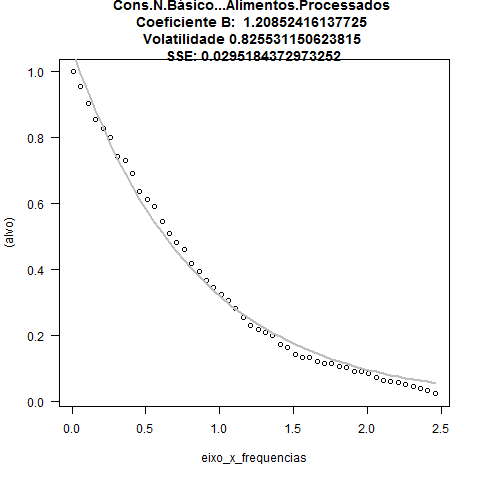 Cons.N.Básico...Alimentos.Processados
Coeficiente B:  1.20852416137725
Volatilidade 0.825531150623815
SSE: 0.0295184372973252
1.0
0.8
0.6
0.4
0.2
0.0
(alvo)
0.0 0.5 1.0 1.5 2.0 2.5
eixo_x_frequencias